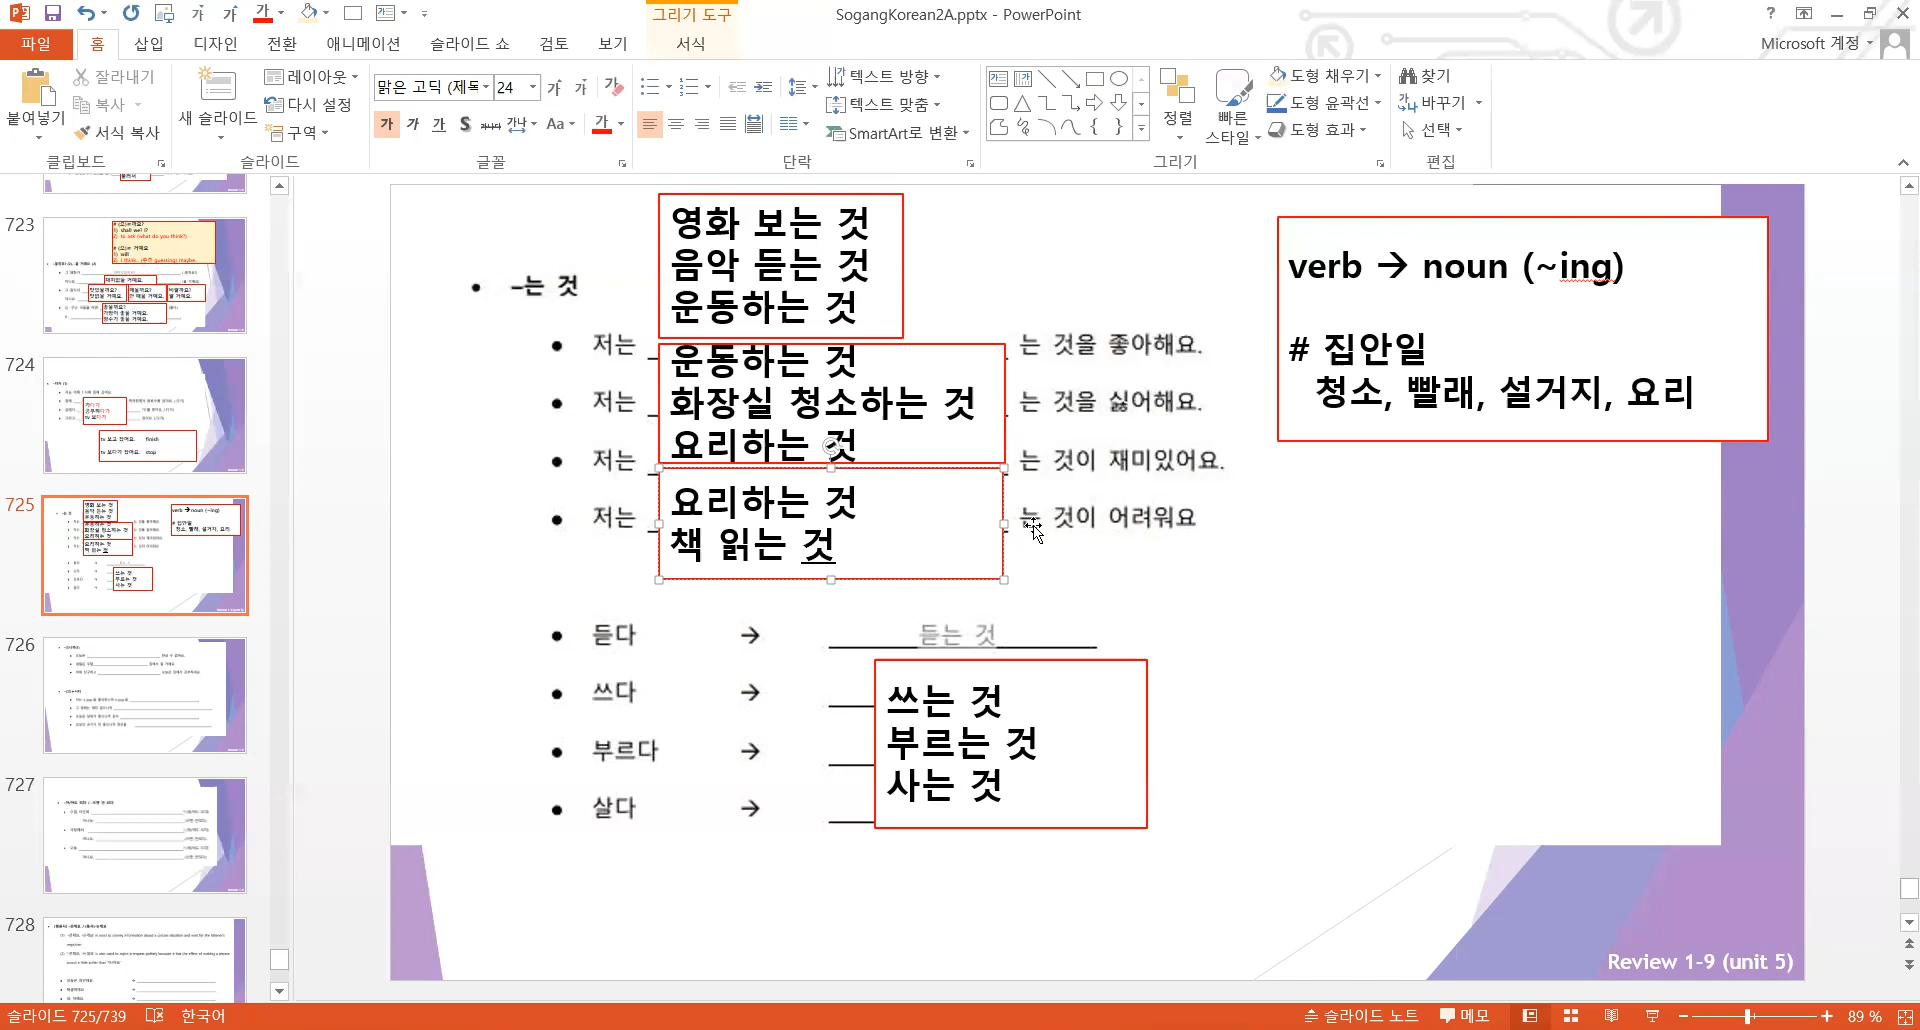 SogangKorean2A.pptx - PowerPoint
그리기 도구
파일
홈
삽입
디자인
전환
애니메이션
슬라이드 쇼
검토
보기
서식
Microsoft 계정
붙여넣기
잘라내기
복사
서식 복사
클립보드
새 슬라이드
레이아웃
다시 설정
구역
슬라이드
맑은 고딕 (제목
24
글꼴
텍스트 방향
텍스트 맞춤
SmartArt로 변환
단락
정렬
빠른
스타일
도형 채우기
도형 윤곽선
도형 효과
그리기
찾기
바꾸기
선택
편집
723
724
725
726
727
728
영화 보는 것
음악 듣는 것
운동하는 것
verb → noun (~ing)
# 집안일
청소, 빨래, 설거지, 요리
• –는 것
• 저는
는 것을 좋아해요.
운동하는 것
화장실 청소하는 것
요리하는 것
• 저는
는 것을 싫어해요.
• 저는
는 것이 재미있어요.
요리하는 것
책 읽는 것
• 저는
는 것이 어려워요
• 듣다 → 듣는 것
• 쓰다 →
• 부르다 →
• 살다 →
쓰는 것
부르는 것
사는 것
Review 1-9 (unit 5)
슬라이드 725/739
한국어
슬라이드 노트
메모
89 %